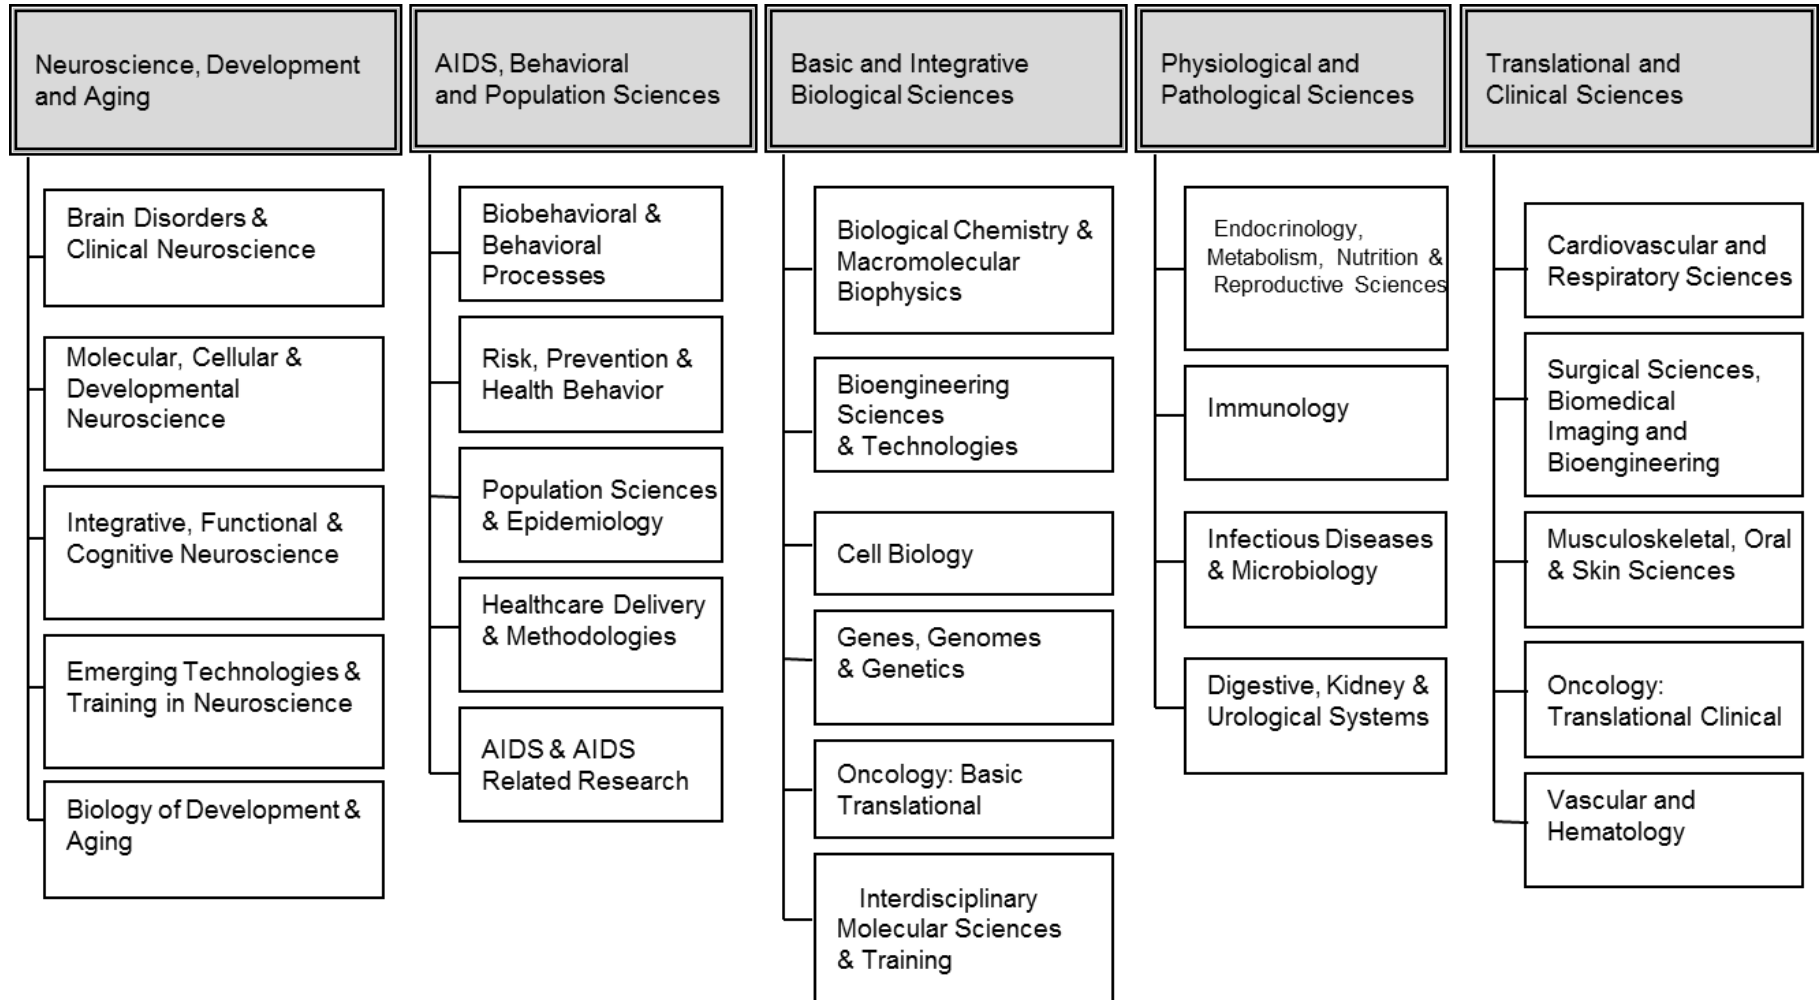 Neuroscience, Development
and Aging
Brain Disorders &
Clinical Neuroscience
Molecular, Cellular &
Developmental
Neuroscience
Integrative, Functional &
Cognitive Neuroscience
Emerging Technologies &
Training in Neuroscience
Biology of Development &
Aging
AIDS, Behavioral
and Population Sciences
Biobehavioral &
Behavioral
Processes
Risk, Prevention &
Health Behavior
Population Sciences
& Epidemiology
Healthcare Delivery
& Methodologies
AIDS & AIDS
Related Research
Basic and Integrative
Biological Sciences
Biological Chemistry &
Macromolecular
Biophysics
Bioengineering
Sciences
& Technologies
Cell Biology
Genes, Genomes
& Genetics
Oncology: Basic
Translational
Interdisciplinary
Molecular Sciences
& Training
Physiological and
Pathological Sciences
Endocrinology,
Metabolism, Nutrition &
Reproductive Sciences
Immunology
Infectious Diseases
& Microbiology
Digestive, Kidney &
Urological Systems
Translational and
Clinical Sciences
Cardiovascular and
Respiratory Sciences
Surgical Sciences,
Biomedical
Imaging and
Bioengineering
Musculoskeletal, Oral
& Skin Sciences
Oncology:
Translational Clinical
Vascular and
Hematology